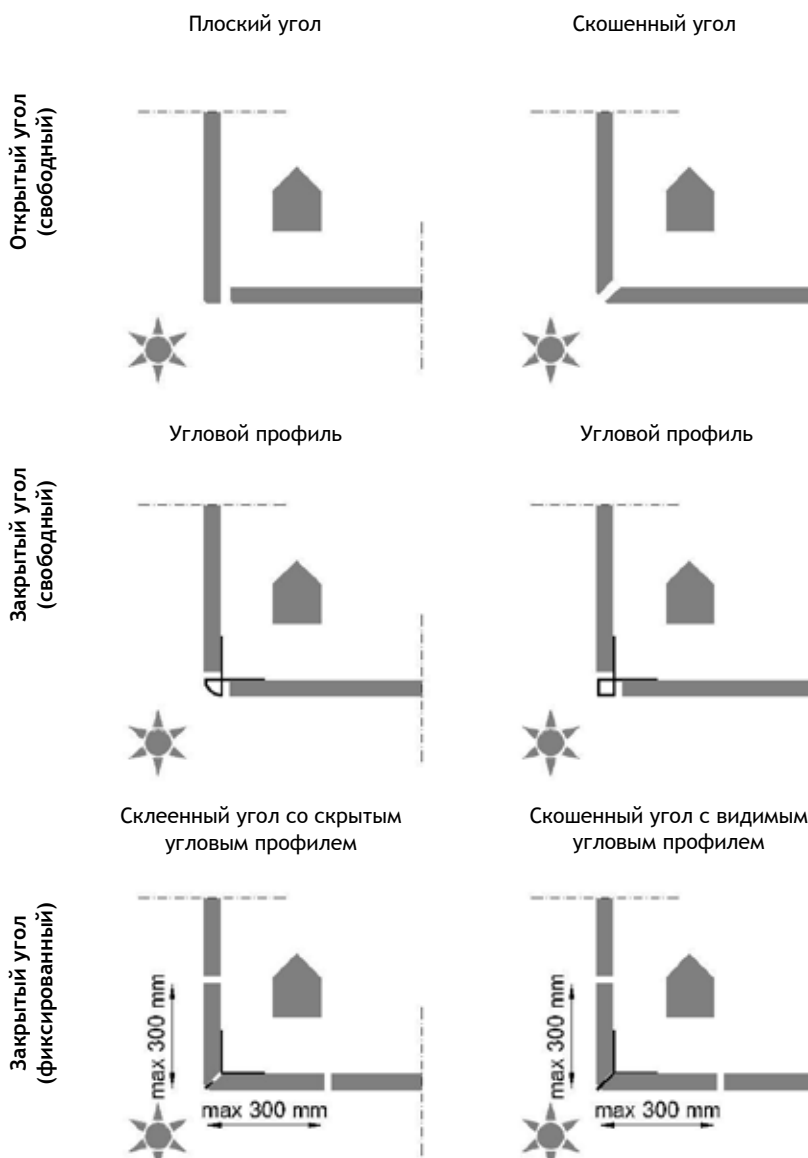 Плоский угол
Скошенный угол
Открытый угол
(свободный)
Угловой профиль
Угловой профиль
Закрытый угол
(свободный)
Склеенный угол со скрытым
угловым профилем
Скошенный угол с видимым
угловым профилем
Закрытый угол
(фиксированный)
max 300 mm
max 300 mm
max 300 mm
max 300 mm